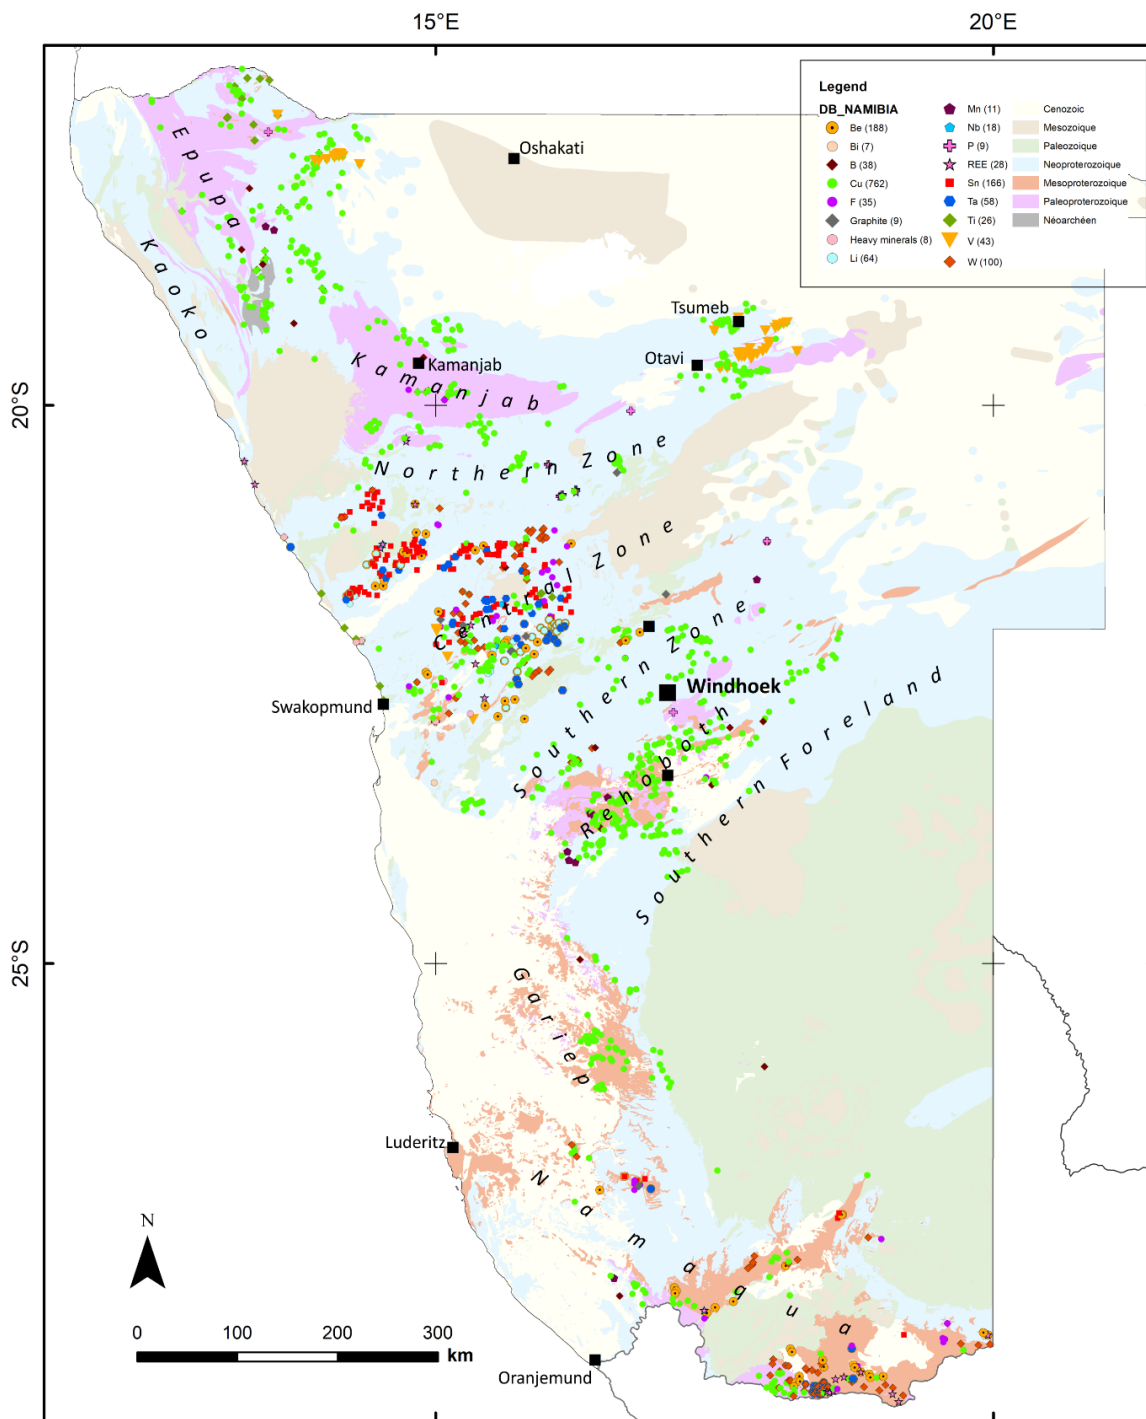 15°E
20°E
Legend
DB_NAMIBIA
Be (188)
Bi (7)
B (38)
Cu (762)
F (35)
Graphite (9)
Heavy minerals (8)
Li (64)
Mn (11)
Nb (18)
P (9)
REE (28)
Sn (166)
Ta (58)
Ti (26)
V (43)
W (100)
Cenozoic
Mesozoique
Paleozoique
Neoproterozoique
Mesoproterozoique
Paleoproterozoique
Néoarchéen
Oshakati
Epupa
Kaoko
Tsumeb
Otavi
Kamanjab
Kamanjab
20°S
Northern Zone
Central Zone
Southern Zone
Windhoek
Swakopmund
Rehoboth
Southern Foreland
25°S
Gariep
Luderitz
Namaqua
N
0 100 200 300
km
Oranjemund